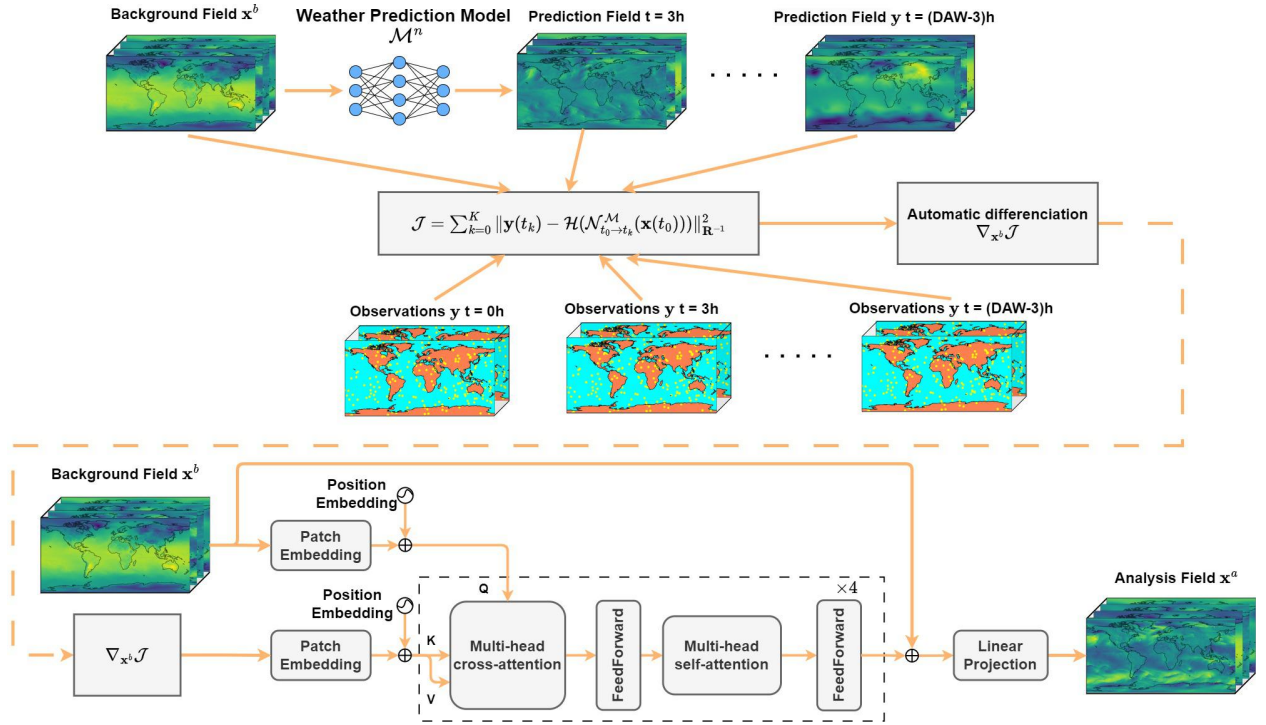 Background Field x^b
Weather Prediction Model
ℳ^n
Prediction Field t = 3h
Prediction Field y t = (DAW-3)h
. . . . .
𝒥 = ∑_{k=0}^{K} ‖y(t_k) − ℋ(𝒩^ℳ_{t_0→t_k}(x(t_0)))‖²_{R^{−1}}
Automatic differenciation
∇_{x^b}𝒥
Observations y t = 0h
Observations y t = 3h
Observations y t = (DAW-3)h
. . . . .
Background Field x^b
Position
Embedding
Patch
Embedding
Q
×4
Analysis Field x^a
Position
Embedding
∇_{x^b}𝒥
Patch
Embedding
K
V
Multi-head
cross-attention
FeedForward
Multi-head
self-attention
FeedForward
Linear
Projection